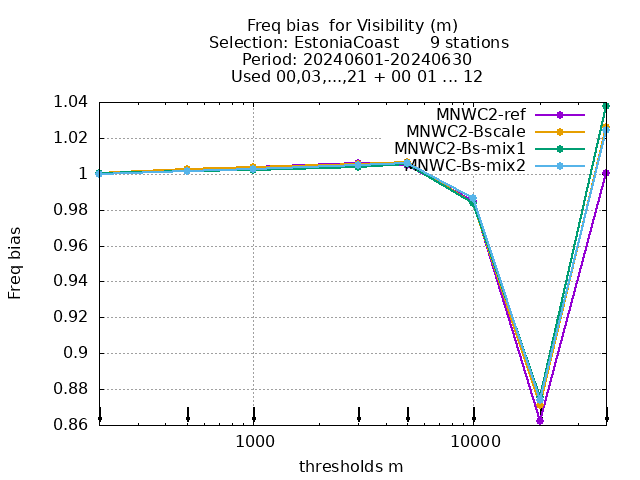 Freq bias  for Visibility (m)
Selection: EstoniaCoast      9 stations
Period: 20240601-20240630
Used 00,03,...,21 + 00 01 ... 12
MNWC2-ref
MNWC2-Bscale
MNWC2-Bs-mix1
MNWC-Bs-mix2
1.04
1.02
1
0.98
0.96
0.94
0.92
0.9
0.88
0.86
Freq bias
1000
10000
thresholds m